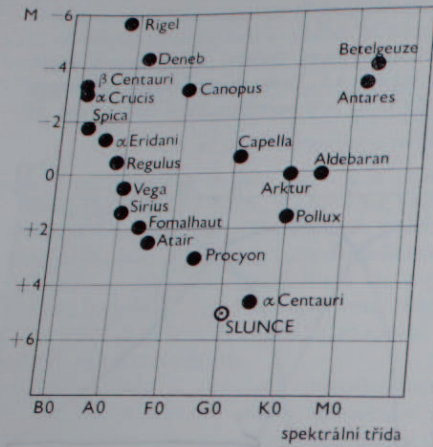 M
−6
Rigel
Deneb
Betelgeuze
−4
β Centauri
Canopus
α Crucis
Antares
Spica
−2
α Eridani
Capella
Regulus
Aldebaran
0
Vega
Arktur
Sirius
+2
Fomalhaut
Pollux
Atair
Procyon
+4
α Centauri
SLUNCE
+6
B0 A0 F0 G0 K0 M0
spektrální třída